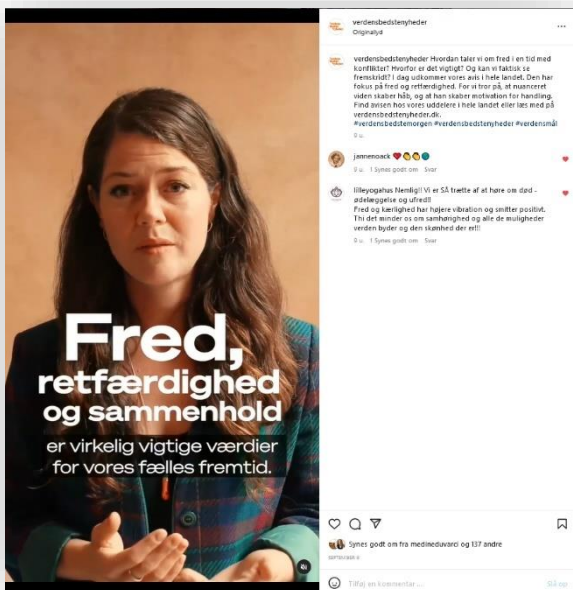 Fred,
retfærdighed
og sammenhold
er virkelig vigtige værdier
for vores fælles fremtid.
verdensbedstenyheder
Originallyd
verdensbedstenyheder Hvordan taler vi om fred i en tid med
konflikter? Hvorfor er det vigtigt? Og kan vi faktisk se
fremskridt? I dag udkommer vores avis i hele landet. Den har
fokus på fred og retfærdighed. For vi tror på, at nuanceret
viden skaber håb, og at han skaber motivation for handling.
Find avisen hos vores uddelere i hele landet eller læs med på
verdensbedstenyheder.dk.
#verdensbedstemorgen #verdensbedstenyheder #verdensmål
jannenoack
1 Synes godt om Svar
lilleyogahus Nemlig!! Vi er SÅ trætte af at høre om død -
ødelæggelse og ufred!!
Fred og kærlighed har højere vibration og smitter positivt.
Thi det minder os om samhørighed og alle de muligheder
verden byder og den skønhed der er!!!
1 Synes godt om Svar
Synes godt om fra medineduvarci og 137 andre
Tilføj en kommentar ...
Slå op